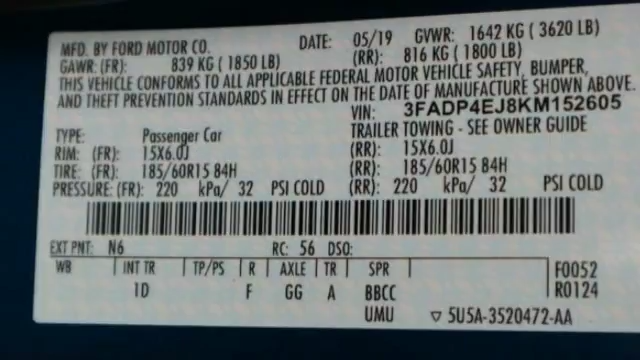 MFD. BY FORD MOTOR CO. DATE: 05/19 GVWR: 1642 KG ( 3620 LB)
GAWR: (FR): 839 KG ( 1850 LB) (RR): 816 KG ( 1800 LB)
THIS VEHICLE CONFORMS TO ALL APPLICABLE FEDERAL MOTOR VEHICLE SAFETY, BUMPER,
AND THEFT PREVENTION STANDARDS IN EFFECT ON THE DATE OF MANUFACTURE SHOWN ABOVE.
VIN: 3FADP4EJ8KM152605
TYPE: Passenger Car TRAILER TOWING - SEE OWNER GUIDE
RIM: (FR): 15X6.0J (RR): 15X6.0J
TIRE: (FR): 185/60R15 84H (RR): 185/60R15 84H
PRESSURE: (FR): 220 kPa/ 32 PSI COLD (RR): 220 kPa/ 32 PSI COLD
EXT PNT: N6 RC: 56 DSO:
WB INT TR TP/PS R AXLE TR SPR F0052
1D F GG A BBCC R0124
UMU ▽ 5U5A-3520472-AA